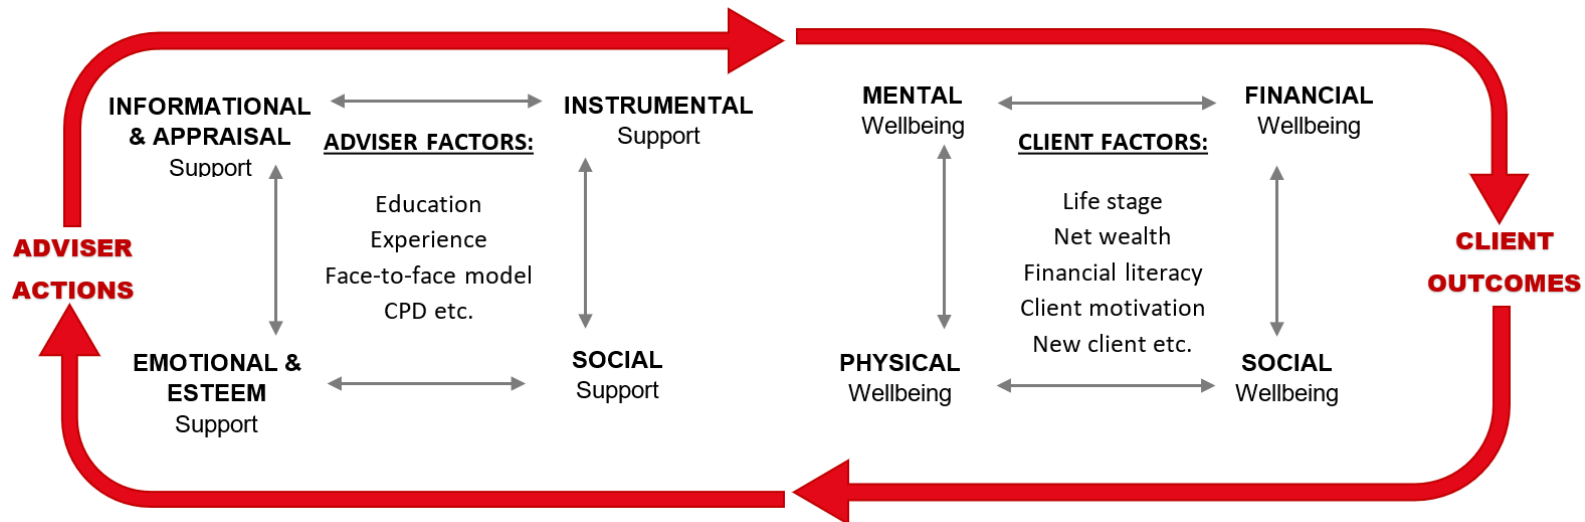 INFORMATIONAL
& APPRAISAL
Support
INSTRUMENTAL
Support
ADVISER FACTORS:
Education
Experience
Face-to-face model
CPD etc.
ADVISER
ACTIONS
EMOTIONAL &
ESTEEM
Support
SOCIAL
Support
MENTAL
Wellbeing
FINANCIAL
Wellbeing
CLIENT FACTORS:
Life stage
Net wealth
Financial literacy
Client motivation
New client etc.
PHYSICAL
Wellbeing
SOCIAL
Wellbeing
CLIENT
OUTCOMES